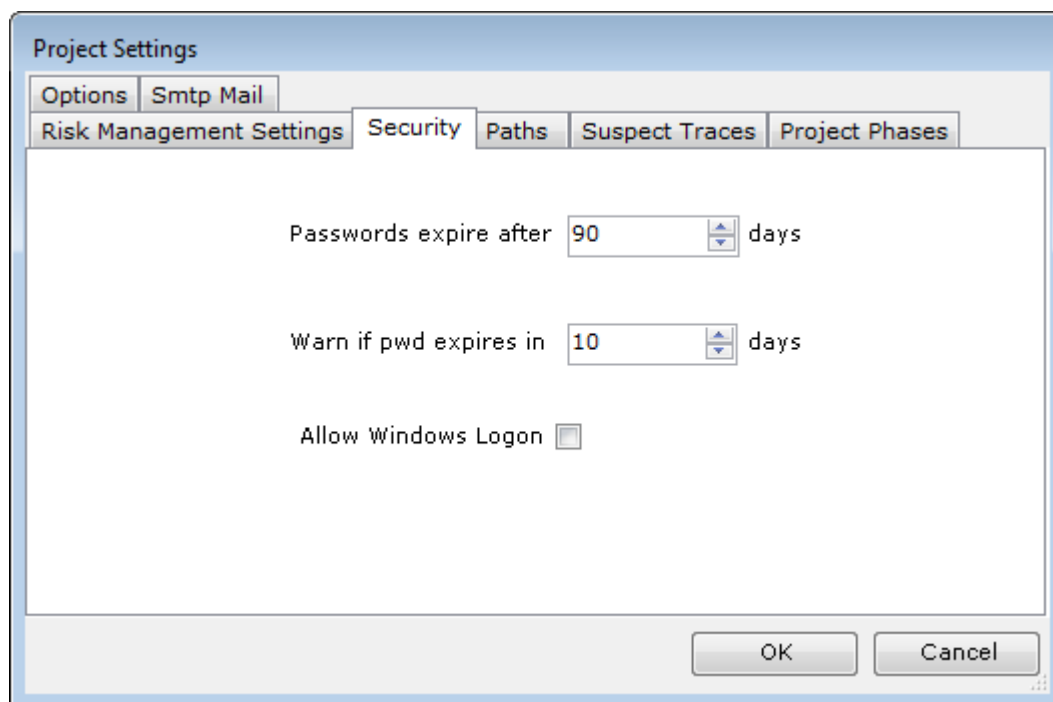 Project Settings
Options Smtp Mail
Risk Management Settings Security Paths Suspect Traces Project Phases
Passwords expire after 90 days
Warn if pwd expires in 10 days
Allow Windows Logon
OK Cancel